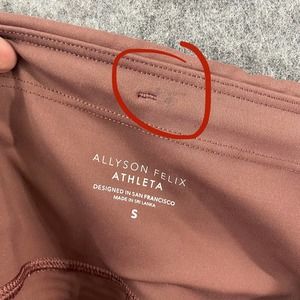 ALLYSON FELIX
ATHLETA
DESIGNED IN SAN FRANCISCO
MADE IN SRI LANKA
S